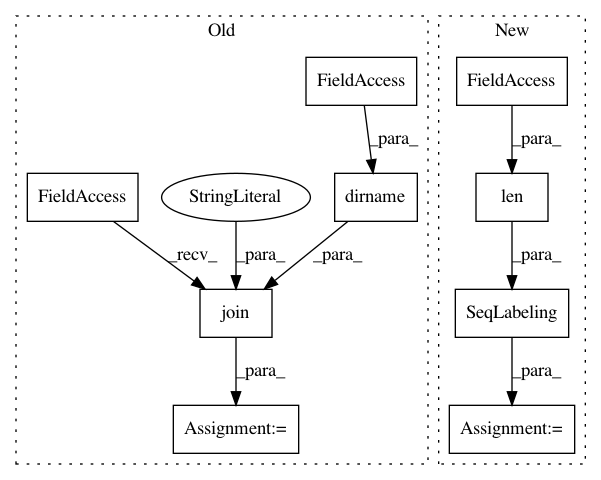 Old
New
FieldAccess
FieldAccess
_para_
_para_
FieldAccess
StringLiteral
dirname
len
_recv_
_para_
_para_
_para_
join
SeqLabeling
_para_
_para_
Assignment:=
Assignment:=